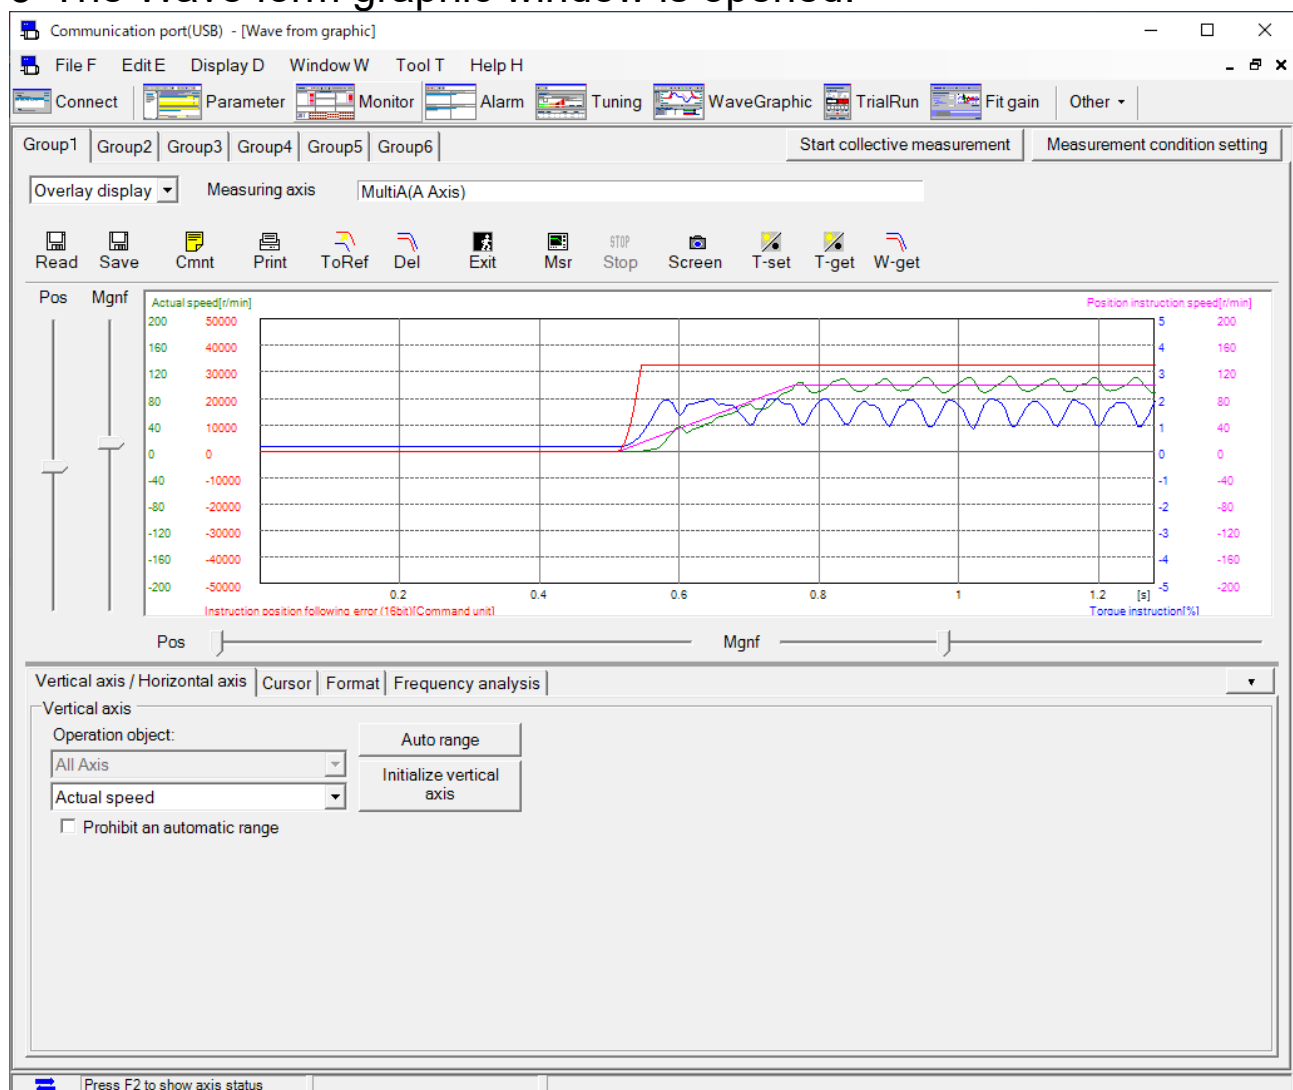 The Wave form graphic window is opened.
Communication port(USB) - [Wave from graphic]
File F Edit E Display D Window W Tool T Help H
Connect Parameter Monitor Alarm Tuning WaveGraphic TrialRun Fit gain Other
Group1 Group2 Group3 Group4 Group5 Group6 Start collective measurement Measurement condition setting
Overlay display Measuring axis MultiA(A Axis)
STOP
Read Save Cmnt Print ToRef Del Exit Msr Stop Screen T-set T-get W-get
Pos Mgnf
Actual speed[r/min] Position instruction speed[r/min]
200 50000 5 200
160 40000 4 160
120 30000 3 120
80 20000 2 80
40 10000 1 40
0 0 0 0
-40 -10000 -1 -40
-80 -20000 -2 -80
-120 -30000 -3 -120
-160 -40000 -4 -160
-200 -50000 -5 -200
0.2 0.4 0.6 0.8 1 1.2 [s]
Instruction position following error (16bit)[Command unit] Torque instruction[%]
Pos Mgnf
Vertical axis / Horizontal axis Cursor Format Frequency analysis
Vertical axis
Operation object:
All Axis
Actual speed
Auto range
Initialize vertical
axis
Prohibit an automatic range
Press F2 to show axis status